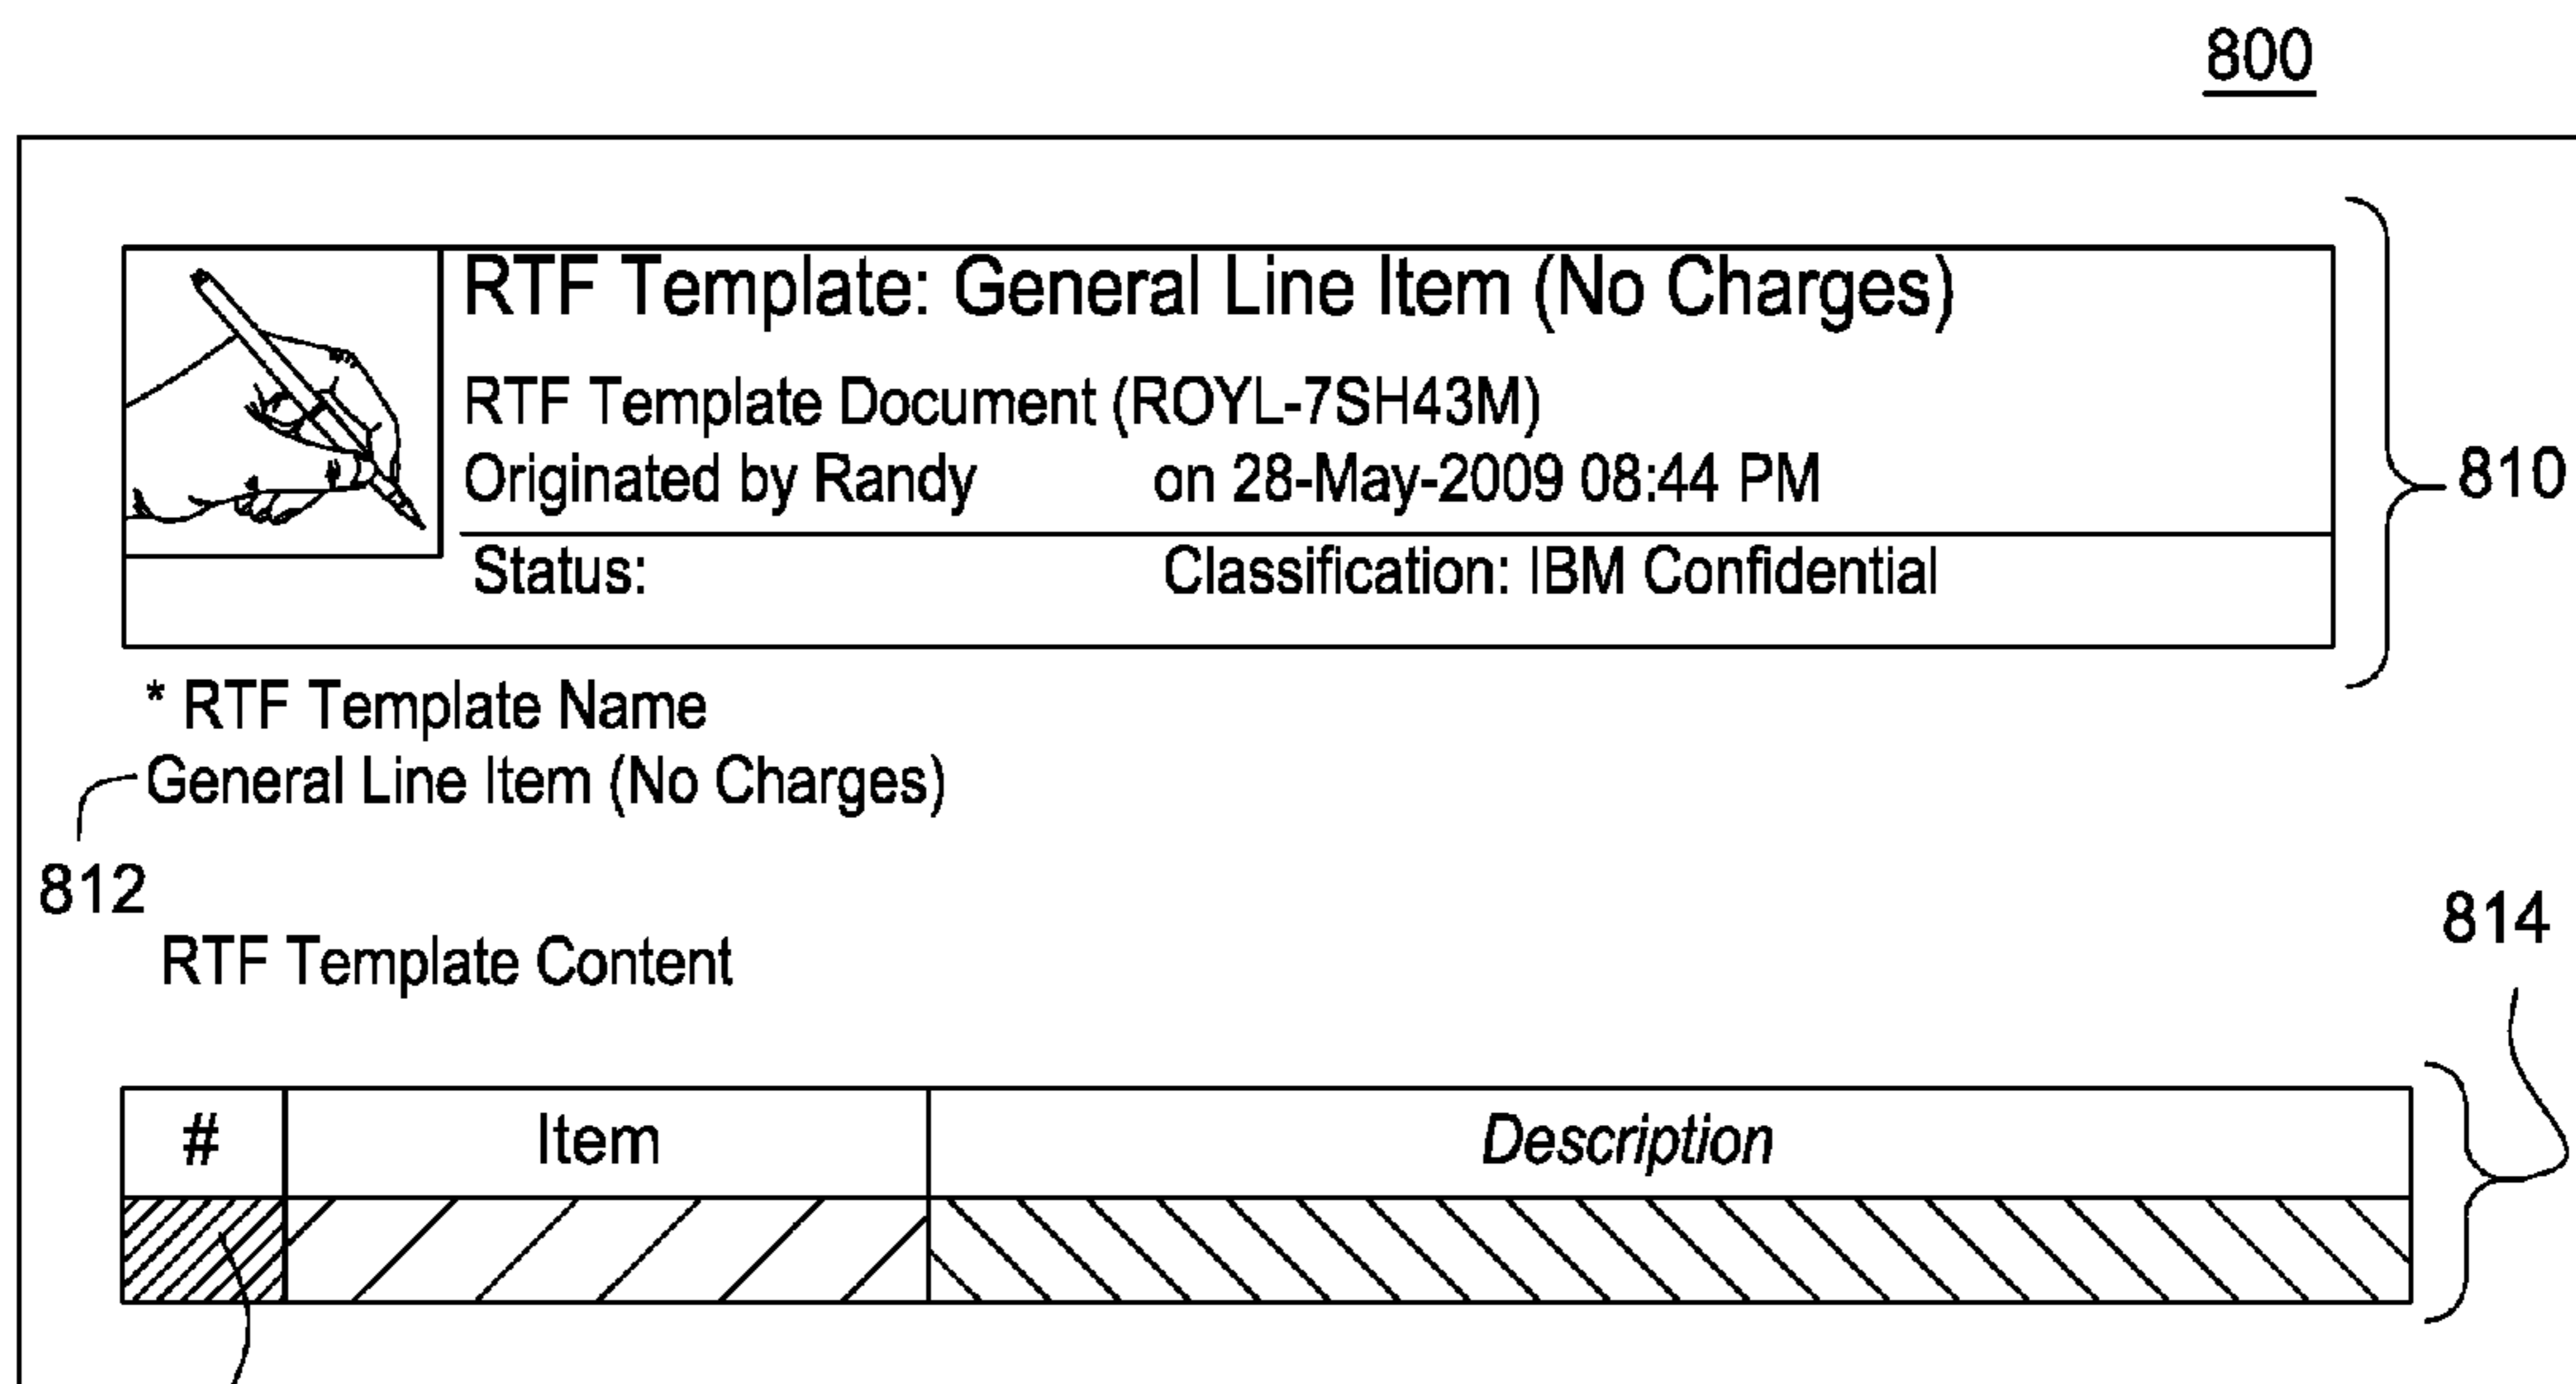 800
RTF Template: General Line Item (No Charges)
RTF Template Document (ROYL-7SH43M)
Originated by Randy on 28-May-2009 08:44 PM
810
Status: Classification: IBM Confidential
* RTF Template Name
General Line Item (No Charges)
812
814
RTF Template Content
# Item Description